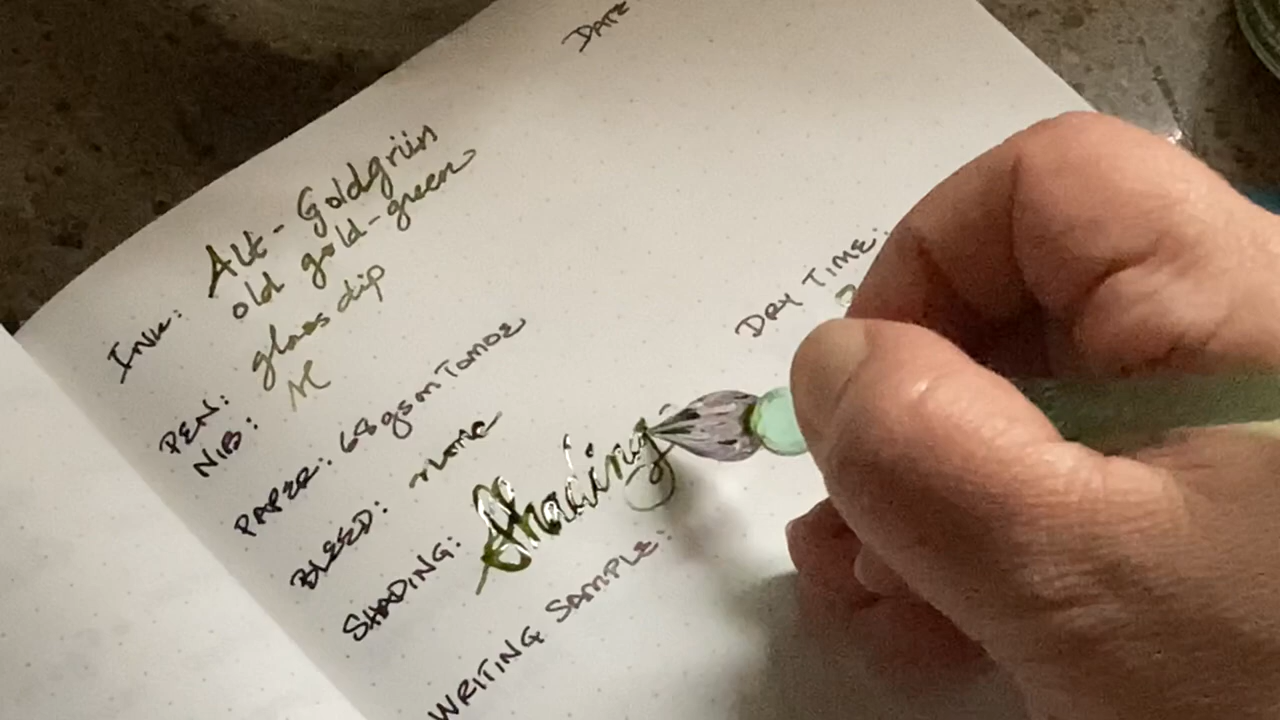 DATE
INK: Alt-Goldgrün
old gold-green
PEN: glass dip
NIB: M
DRY TIME:
PAPER: 68gsm Tomoe
BLEED: none
SHADING: Shading
WRITING SAMPLE: